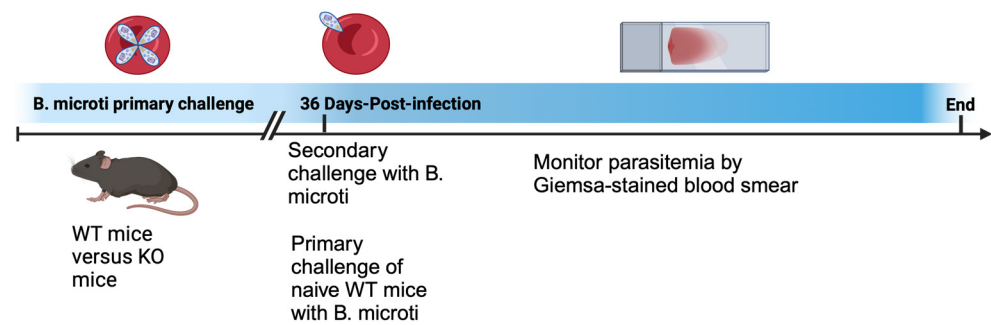 B. microti primary challenge
36 Days-Post-infection
End
Secondary
challenge with B.
microti
Monitor parasitemia by
Giemsa-stained blood smear
WT mice
versus KO
mice
Primary
challenge of
naive WT mice
with B. microti